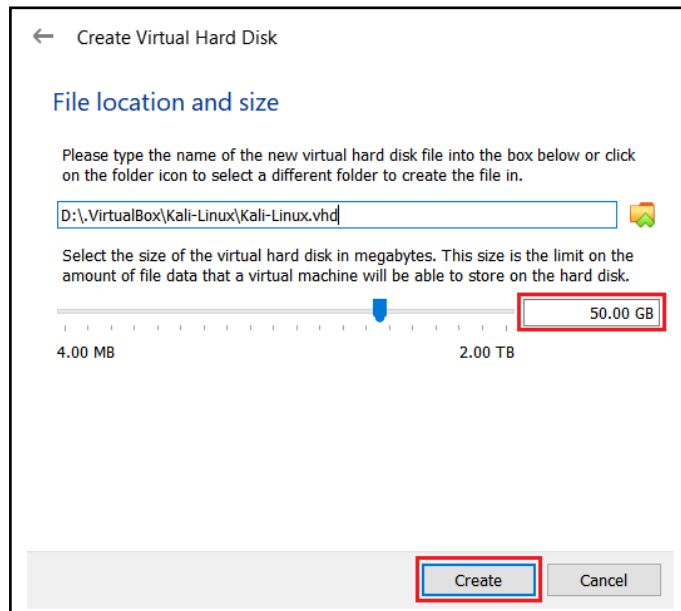 Create Virtual Hard Disk
File location and size
Please type the name of the new virtual hard disk file into the box below or click
on the folder icon to select a different folder to create the file in.
D:\.VirtualBox\Kali-Linux\Kali-Linux.vhd
Select the size of the virtual hard disk in megabytes. This size is the limit on the
amount of file data that a virtual machine will be able to store on the hard disk.
50.00 GB
4.00 MB 2.00 TB
Create Cancel